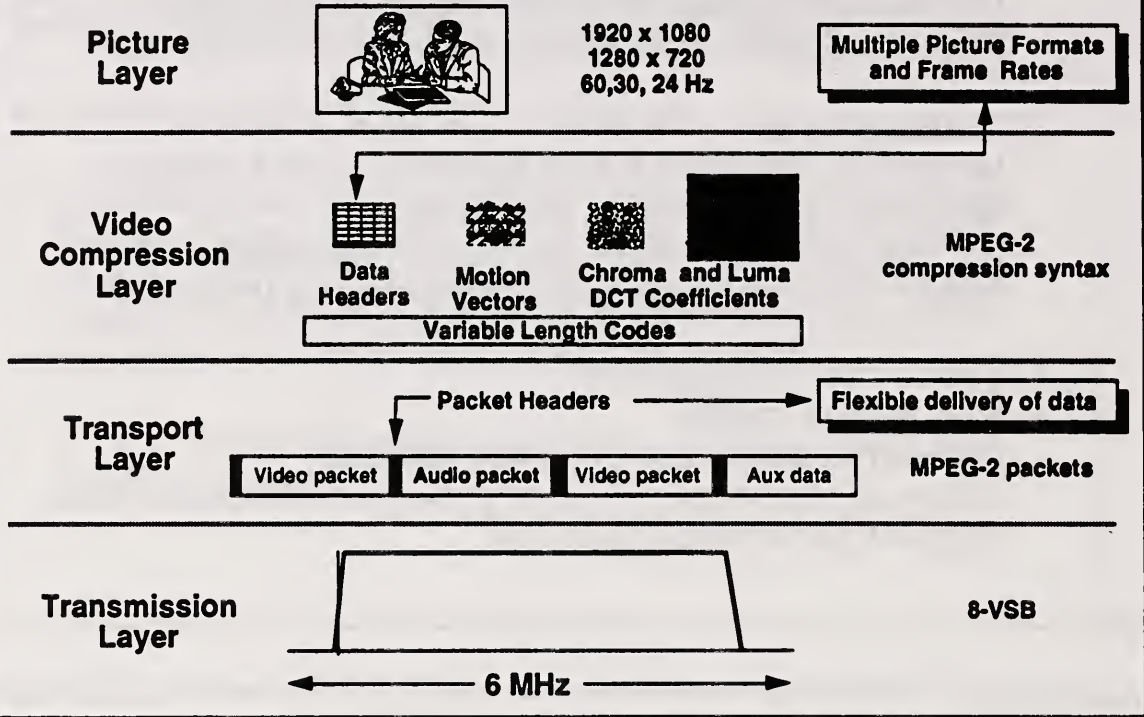 Picture
Layer
1920 x 1080
1280 x 720
60,30, 24 Hz
Multiple Picture Formats
and Frame Rates
Video
Compression
Layer
Data
Headers
Motion
Vectors
Chroma and Luma
DCT Coefficients
Variable Length Codes
MPEG-2
compression syntax
Transport
Layer
Packet Headers
Flexible delivery of data
Video packet
Audio packet
Video packet
Aux data
MPEG-2 packets
Transmission
Layer
8-VSB
6 MHz